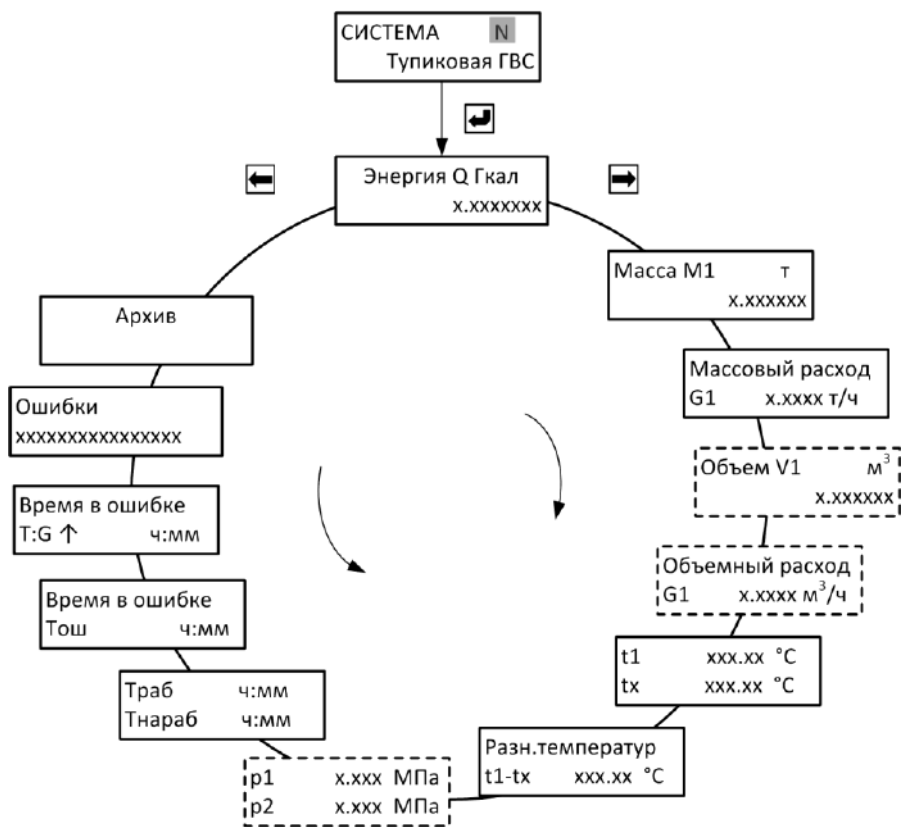 СИСТЕМА N
Тупиковая ГВС
Энергия Q Гкал
x.xxxxxxx
Масса M1 т
x.xxxxxx
Массовый расход
G1 x.xxxx т/ч
Объем V1 м³
x.xxxxxx
Объемный расход
G1 x.xxxx м³/ч
t1 xxx.xx °C
tx xxx.xx °C
Разн.температур
t1-tx xxx.xx °C
p1 x.xxx МПа
p2 x.xxx МПа
Траб ч:мм
Тнараб ч:мм
Время в ошибке
Тош ч:мм
Время в ошибке
T:G ↑ ч:мм
Ошибки
xxxxxxxxxxxxxxxx
Архив